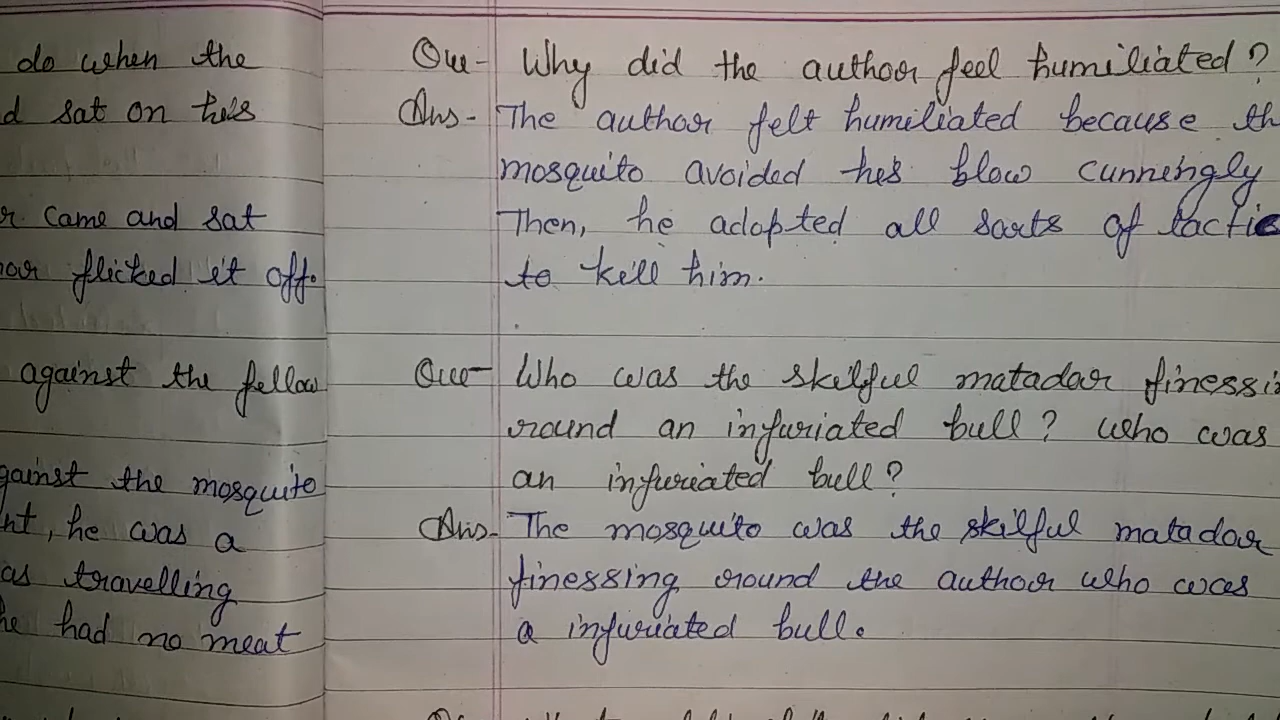 do when the
sat on his
came and sat
flicked it off.
against the fellow
against the mosquito
he was a
as travelling
he had no meat
Que- Why did the author feel humiliated?
Ans- The author felt humiliated because th
mosquito avoided his blow cunningly
Then, he adopted all sorts of tactic
to kill him.
Que- Who was the skilful matador finessi
round an infuriated bull? Who was
an infuriated bull?
Ans- The mosquito was the skilful matador
finessing round the author who was
a infuriated bull.